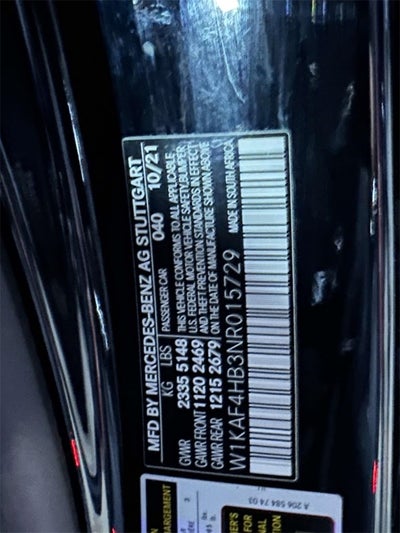 MFD BY MERCEDES-BENZ AG STUTTGART
KG LBS PASSENGER CAR 040 10/21
GVWR 2335 5148 THIS VEHICLE CONFORMS TO ALL APPLICABLE
U.S. FEDERAL MOTOR VEHICLE SAFETY, BUMPER
GAWR FRONT 1120 2469 AND THEFT PREVENTION STANDARDS IN EFFECT
GAWR REAR 1215 2679 ON THE DATE OF MANUFACTURE SHOWN ABOVE
W1KAF4HB3NR015729 MADE IN SOUTH AFRICA
A 206 584 74 03